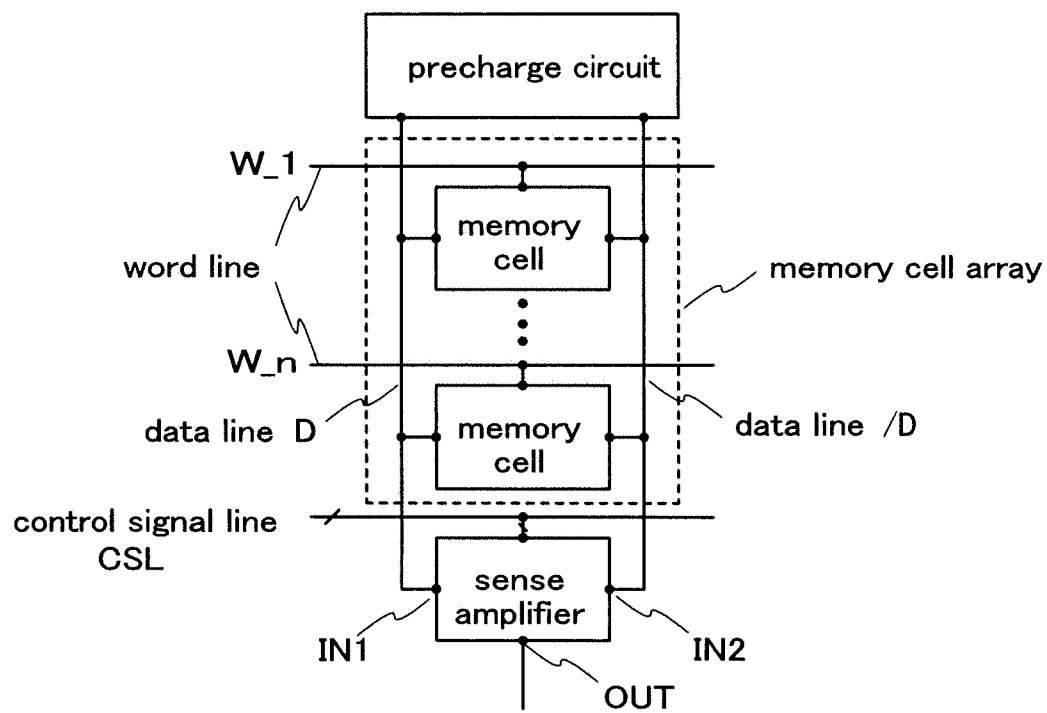 precharge circuit
W_1
memory
cell
word line
memory cell array
W_n
data line D
memory
cell
data line /D
control signal line
CSL
sense
amplifier
IN1
IN2
OUT